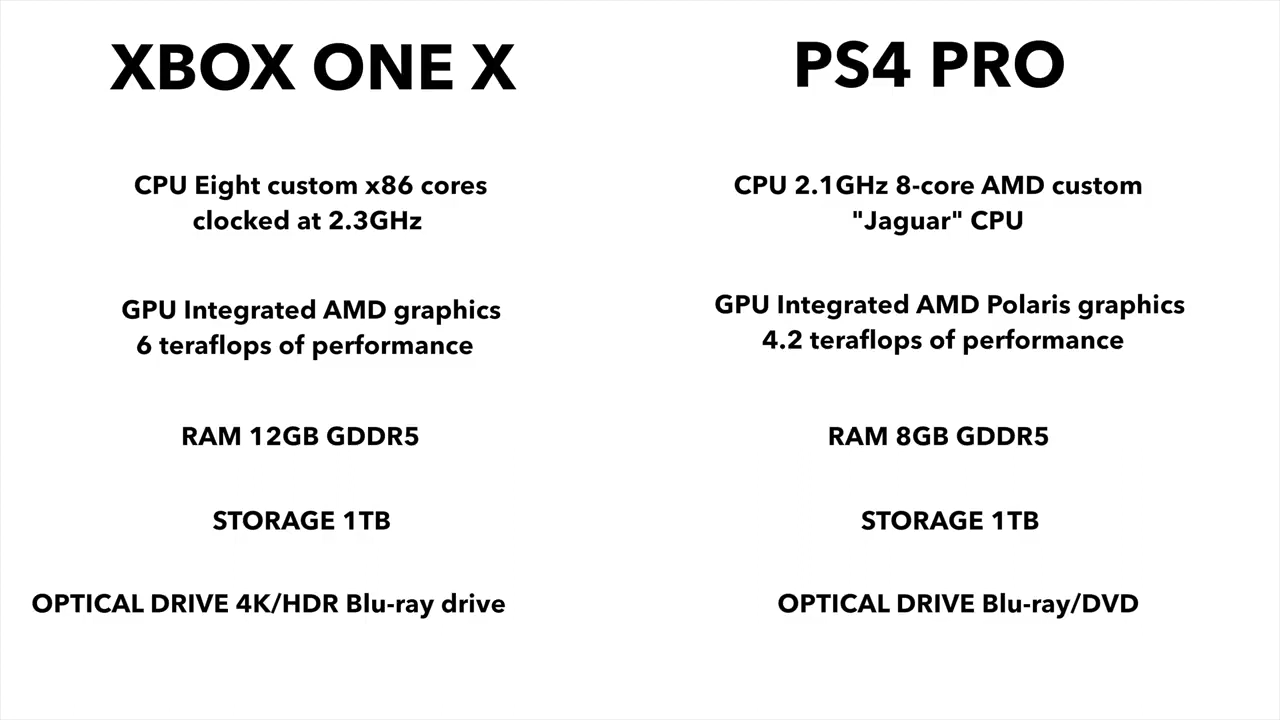 XBOX ONE X
CPU Eight custom x86 cores
clocked at 2.3GHz
GPU Integrated AMD graphics
6 teraflops of performance
RAM 12GB GDDR5
STORAGE 1TB
OPTICAL DRIVE 4K/HDR Blu-ray drive
PS4 PRO
CPU 2.1GHz 8-core AMD custom
"Jaguar" CPU
GPU Integrated AMD Polaris graphics
4.2 teraflops of performance
RAM 8GB GDDR5
STORAGE 1TB
OPTICAL DRIVE Blu-ray/DVD